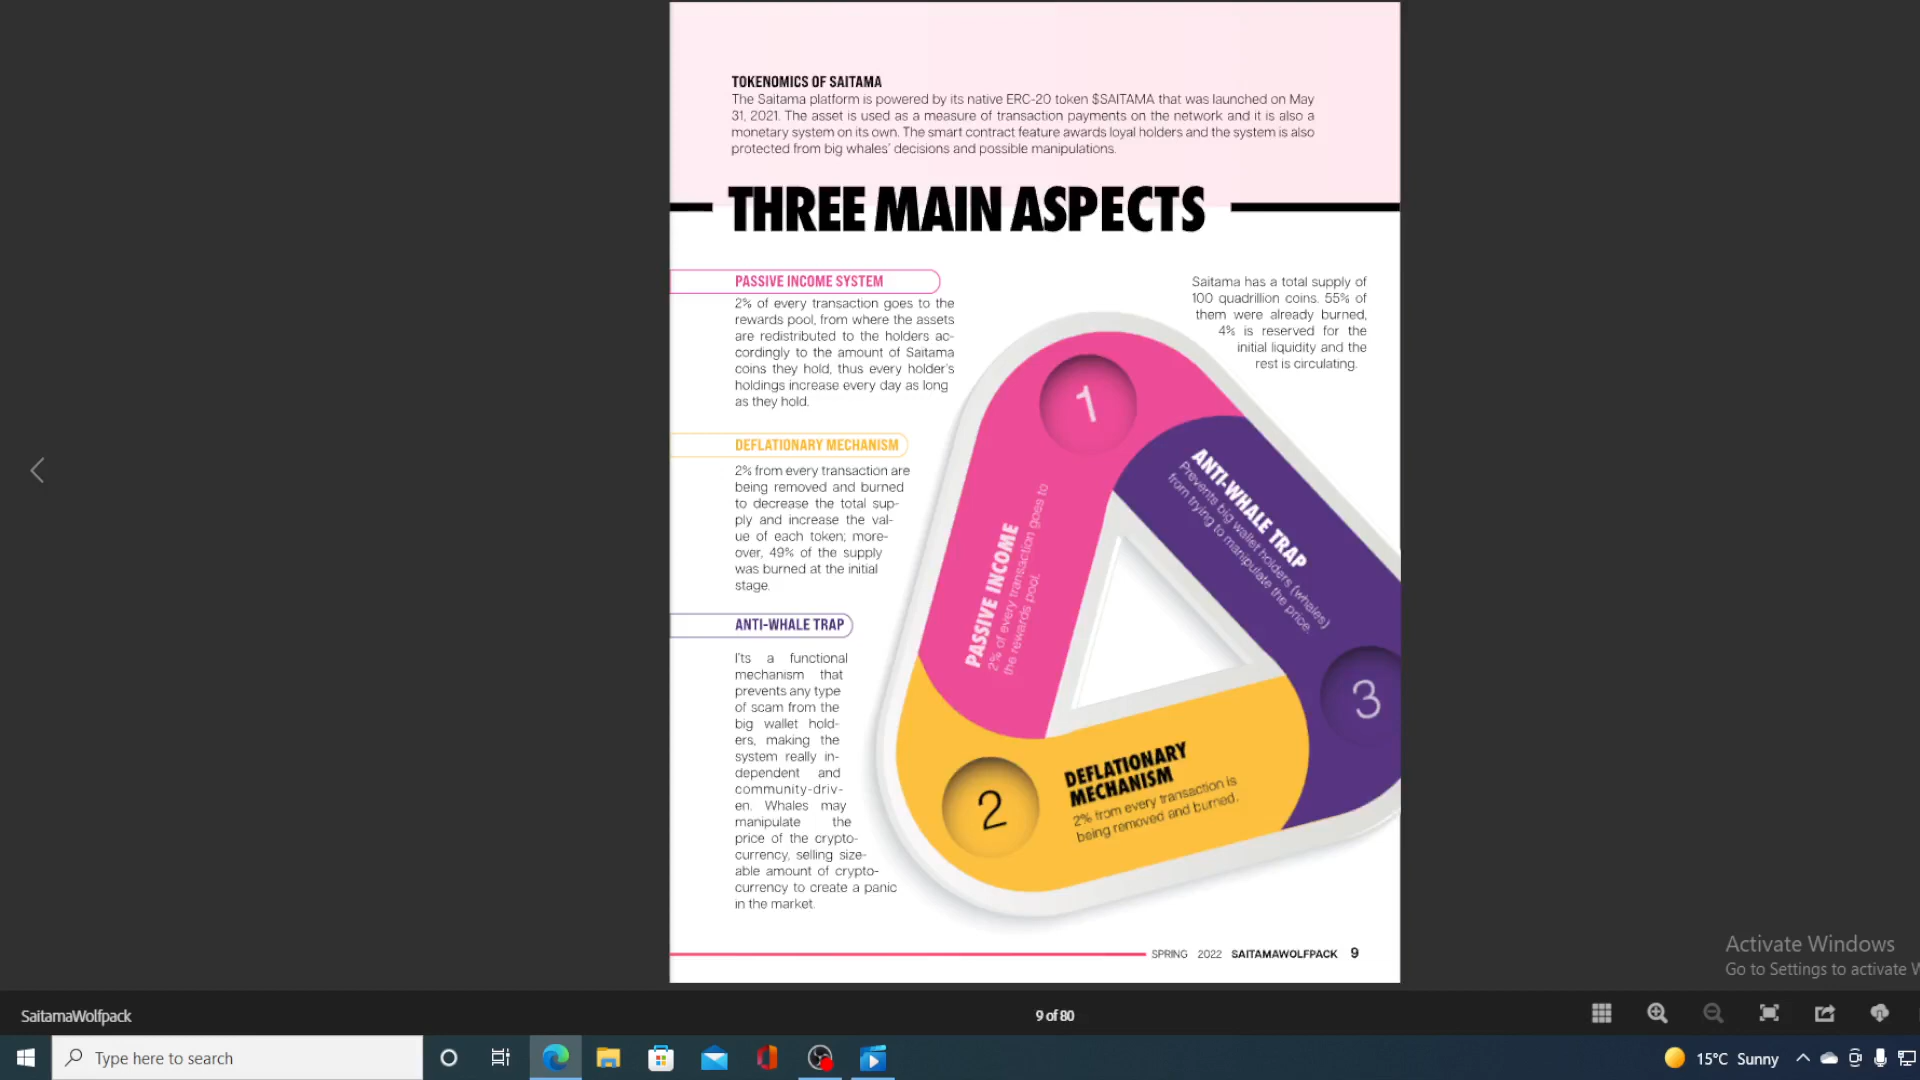 TOKENOMICS OF SAITAMA
The Saitama platform is powered by its native ERC-20 token $SAITAMA that was launched on May
31, 2021. The asset is used as a measure of transaction payments on the network and it is also a
monetary system on its own. The smart contract feature awards loyal holders and the system is also
protected from big whales' decisions and possible manipulations.
THREE MAIN ASPECTS
PASSIVE INCOME SYSTEM
2% of every transaction goes to the
rewards pool, from where the assets
are redistributed to the holders ac-
cordingly to the amount of Saitama
coins they hold, thus every holder's
holdings increase every day as long
as they hold.
Saitama has a total supply of
100 quadrillion coins. 55% of
them were already burned,
4% is reserved for the
initial liquidity and the
rest is circulating.
DEFLATIONARY MECHANISM
2% from every transaction are
being removed and burned
to decrease the total sup-
ply and increase the val-
ue of each token; more-
over, 49% of the supply
was burned at the initial
stage.
ANTI-WHALE TRAP
I'ts a functional
mechanism that
prevents any type
of scam from the
big wallet hold-
ers, making the
system really in-
dependent and
community-driv-
en. Whales may
manipulate the
price of the crypto-
currency, selling size-
able amount of crypto-
currency to create a panic
in the market.
1
PASSIVE INCOME
2% of every transaction goes to
the rewards pool.
2
DEFLATIONARY
MECHANISM
2% from every transaction is
being removed and burned.
3
ANTI-WHALE TRAP
Prevents big wallet holders (whales)
from trying to manipulate the price.
SPRING 2022 SAITAMAWOLFPACK 9
Activate Windows
Go to Settings to activate W
SaitamaWolfpack
9 of 80
Type here to search
15°C Sunny